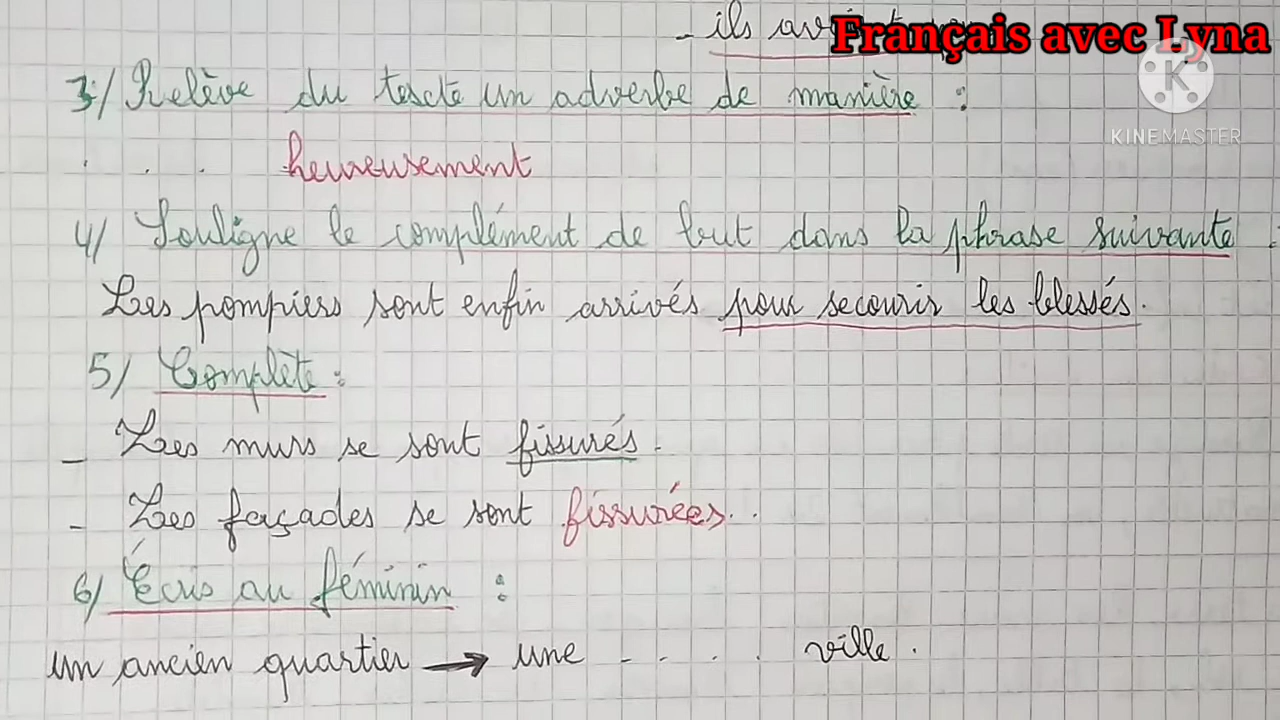 - ils
Français avec Lyna
3/ Relève du texte un adverbe de manière :
KINEMASTER
. . . heureusement
4/ Souligne le complément de but dans la phrase suivante :
Les pompiers sont enfin arrivés pour secourir les blessés.
5/ Complète :
- Les murs se sont fissurés.
- Les façades se sont fissurées..
6/ Écris au féminin :
un ancien quartier → une . . . . ville.